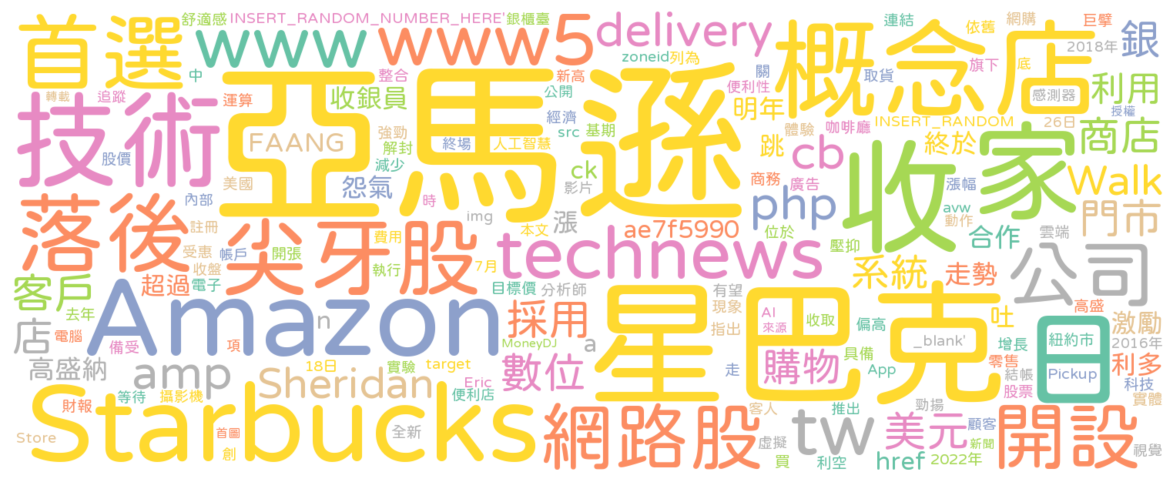 舒適感 INSERT_RANDOM_NUMBER_HERE' 銀櫃臺
首選 www www5 delivery 概念店 銀
連結 依舊 網購 巨擘 2018年
中 整合 新高 zoneid 列為 旗下 底
轉載 追蹤 運算 收銀員 公開 便利性 關 取貨 感測器 利用
技術 亞馬遜 明年 INSERT_RANDOM 26日 授權
FAANG 強勁 解封 終場 經濟 src 基期 人工智慧 體驗 咖啡廳 終於 商店
股價 減少 跳 cb
美國 怨氣 ck 影片 商務 廣告 php 漲幅 收 家 Walk
內部 時 img avw 動作 門市
落後 尖牙股 註冊 漲 ae7f5990 位於 合作 雲端
受惠 帳戶 費用 本文 technews 壓抑
收盤 開張 執行 7月 系統 走勢 公司
客戶 超過 電子 目標價 分析師 有望 現象
去年 Amazon 星巴克 日 高盛
店 電腦 n 採用 指出 AI 來源 收取 偏高 吐 紐約市 激勵
備受 項 MoneyDJ a _blank' 增長 2016年
高盛納 18日 實驗 target 數位 購物 具備 零售 利多
amp Sheridan Eric 走 App 結帳 Pickup 科技
財報 等待 攝影機 便利店 股票 實體
Starbucks 網路股 客人 推出 勁揚 tw 美元 顧客 開設
Store 首圖 創 全新 虛擬 新聞
買 利空 href 2022年 視覺